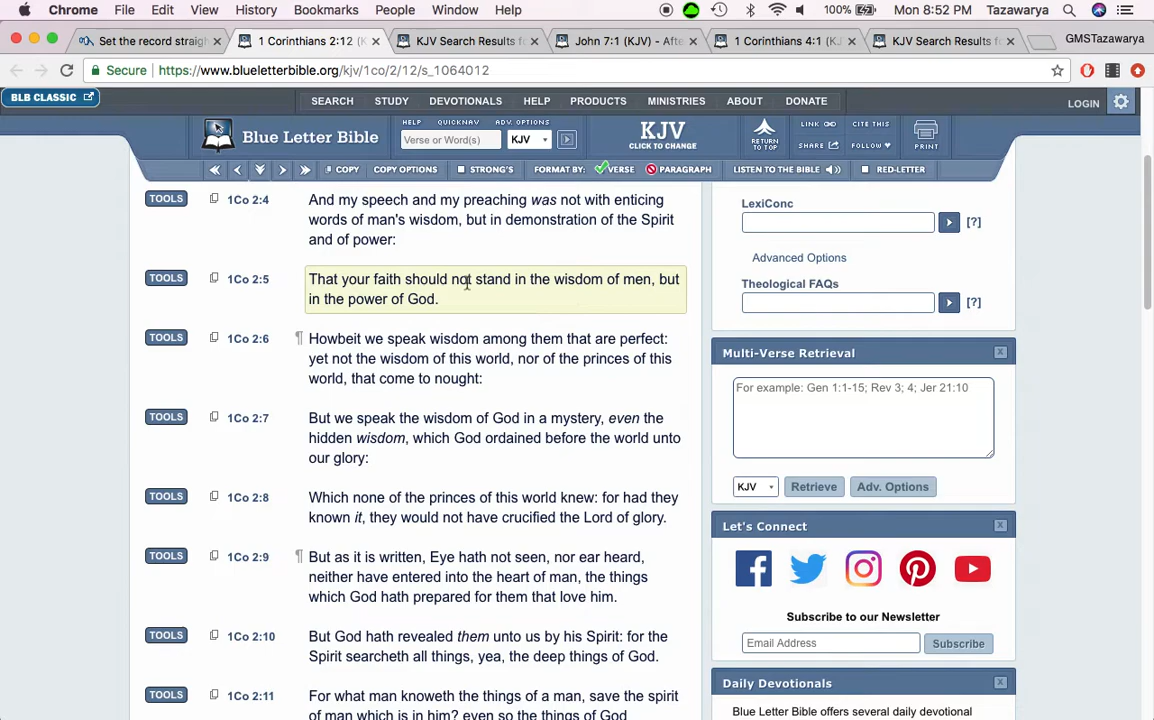 Chrome File Edit View History Bookmarks People Window Help 100% Mon 8:52 PM Tazawarya
Set the record straigh 1 Corinthians 2:12 (K KJV Search Results fo John 7:1 (KJV) - Afte 1 Corinthians 4:1 (KJV KJV Search Results fo GMSTazawarya
Secure https://www.blueletterbible.org/kjv/1co/2/12/s_1064012
BLB CLASSIC SEARCH STUDY DEVOTIONALS HELP PRODUCTS MINISTRIES ABOUT DONATE LOGIN
HELP QUICKNAV ADV. OPTIONS
Blue Letter Bible Verse or Word(s) KJV
KJV
CLICK TO CHANGE
RETURN TO TOP
LINK CITE THIS
SHARE FOLLOW PRINT
COPY COPY OPTIONS STRONG'S FORMAT BY: VERSE PARAGRAPH LISTEN TO THE BIBLE RED-LETTER
TOOLS 1Co 2:4 And my speech and my preaching was not with enticing
words of man's wisdom, but in demonstration of the Spirit
and of power:
TOOLS 1Co 2:5 That your faith should not stand in the wisdom of men, but
in the power of God.
TOOLS 1Co 2:6 ¶ Howbeit we speak wisdom among them that are perfect:
yet not the wisdom of this world, nor of the princes of this
world, that come to nought:
TOOLS 1Co 2:7 But we speak the wisdom of God in a mystery, even the
hidden wisdom, which God ordained before the world unto
our glory:
TOOLS 1Co 2:8 Which none of the princes of this world knew: for had they
known it, they would not have crucified the Lord of glory.
TOOLS 1Co 2:9 ¶ But as it is written, Eye hath not seen, nor ear heard,
neither have entered into the heart of man, the things
which God hath prepared for them that love him.
TOOLS 1Co 2:10 But God hath revealed them unto us by his Spirit: for the
Spirit searcheth all things, yea, the deep things of God.
TOOLS 1Co 2:11 For what man knoweth the things of a man, save the spirit
of man which is in him? even so the things of God
LexiConc
[?]
Advanced Options
Theological FAQs
[?]
Multi-Verse Retrieval x
For example: Gen 1:1-15; Rev 3; 4; Jer 21:10
KJV Retrieve Adv. Options
Let's Connect x
Subscribe to our Newsletter
Email Address Subscribe
Daily Devotionals x
Blue Letter Bible offers several daily devotional